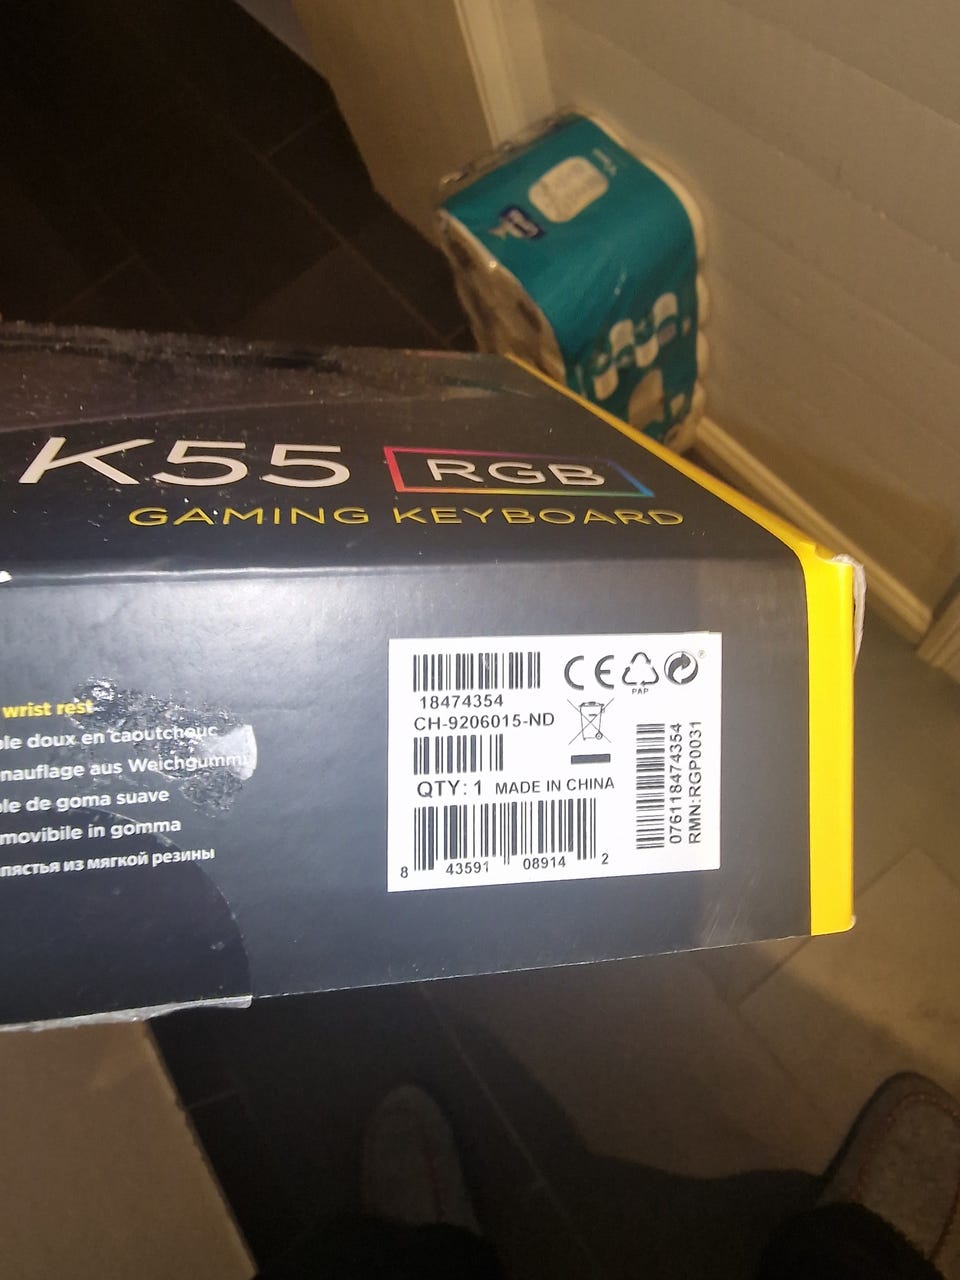 K55 RGB
GAMING KEYBOARD
wrist rest
ble doux en caoutchouc
nauflage aus Weichgummi
ble de goma suave
movibile in gomma
пястья из мягкой резины
18474354
CH-9206015-ND
QTY: 1 MADE IN CHINA
8 43591 08914 2
CE
PAP
076118474354
RMN:RGP0031